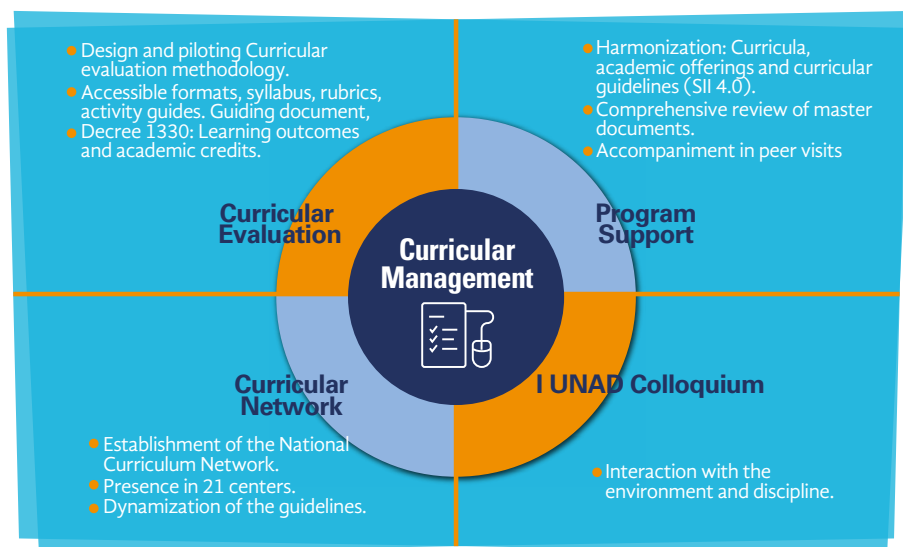 Design and piloting Curricular
evaluation methodology.
Accessible formats, syllabus, rubrics,
activity guides. Guiding document,
Decree 1330: Learning outcomes
and academic credits.
Curricular
Evaluation
Harmonization: Curricula,
academic offerings and curricular
guidelines (SII 4.0).
Comprehensive review of master
documents.
Accompaniment in peer visits
Program
Support
Curricular
Management
Curricular
Network
Establishment of the National
Curriculum Network.
Presence in 21 centers.
Dynamization of the guidelines.
I UNAD Colloquium
Interaction with the
environment and discipline.